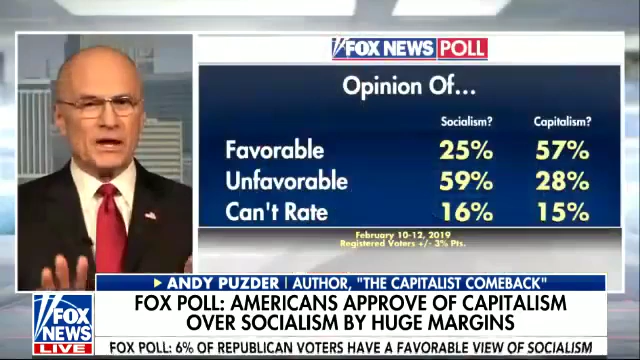 FOX NEWS POLL
Opinion Of...
Socialism? Capitalism?
Favorable 25% 57%
Unfavorable 59% 28%
Can't Rate 16% 15%
February 10-12, 2019
Registered Voters +/- 3% Pts.
ANDY PUZDER | AUTHOR, "THE CAPITALIST COMEBACK"
FOX NEWS
LIVE
FOX POLL: AMERICANS APPROVE OF CAPITALISM
OVER SOCIALISM BY HUGE MARGINS
FOX POLL: 6% OF REPUBLICAN VOTERS HAVE A FAVORABLE VIEW OF SOCIALISM